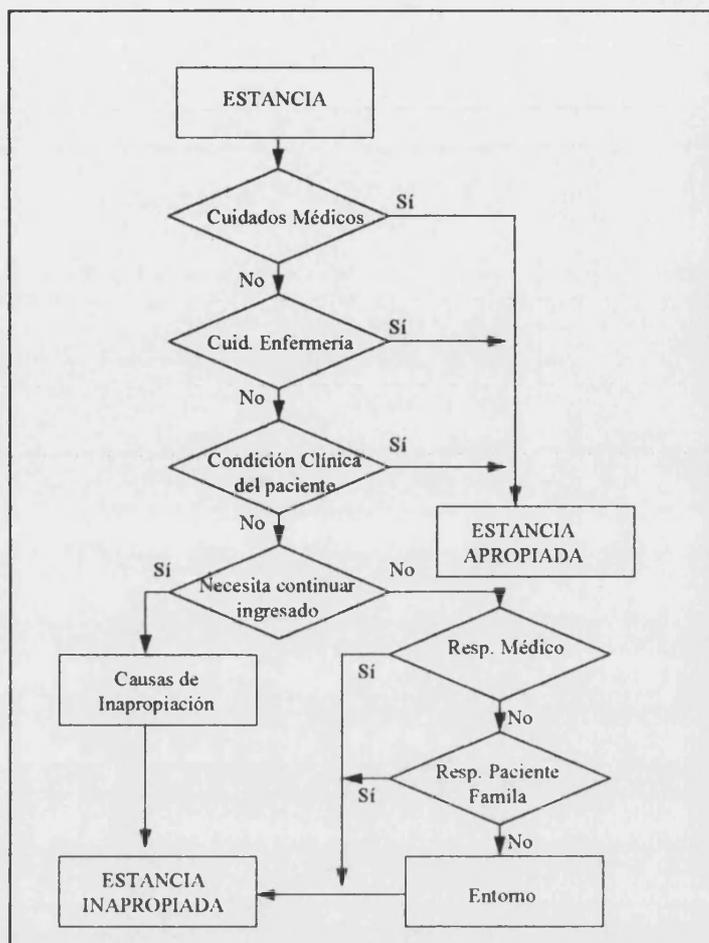 ESTANCIA
Cuidados Médicos
Sí
No
Cuid. Enfermería
Sí
No
Condición Clínica
del paciente
Sí
No
ESTANCIA
APROPIADA
Sí
Necesita continuar
ingresado
No
Causas de
Inapropiación
Resp. Médico
Sí
No
Resp. Paciente
Famila
Sí
No
ESTANCIA
INAPROPIADA
Entorno